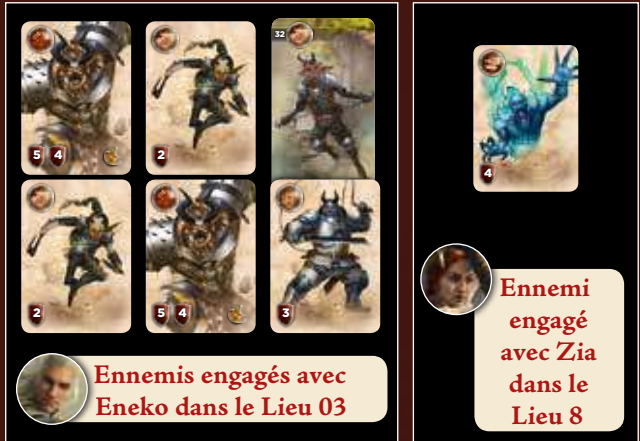 32
5 4
2
2
5 4
3
Ennemis engagés avec
Eneko dans le Lieu 03
4
Ennemi
engagé
avec Zia
dans le
Lieu 8